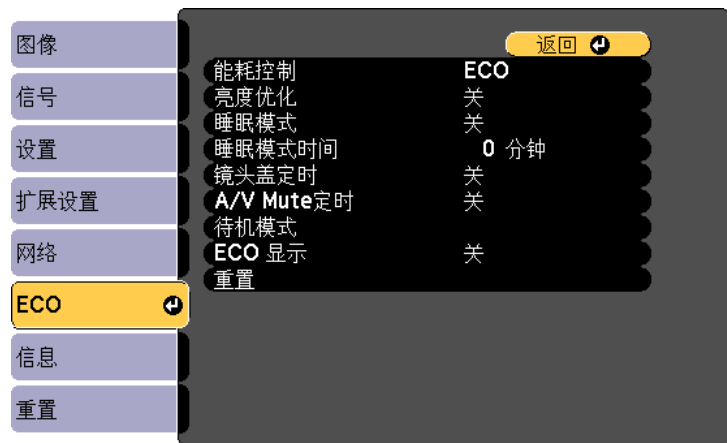 图像
信号
设置
扩展设置
网络
ECO
信息
重置
返回
能耗控制 ECO
亮度优化 关
睡眠模式 关
睡眠模式时间 0 分钟
镜头盖定时 关
A/V Mute定时 关
待机模式
ECO 显示 关
重置